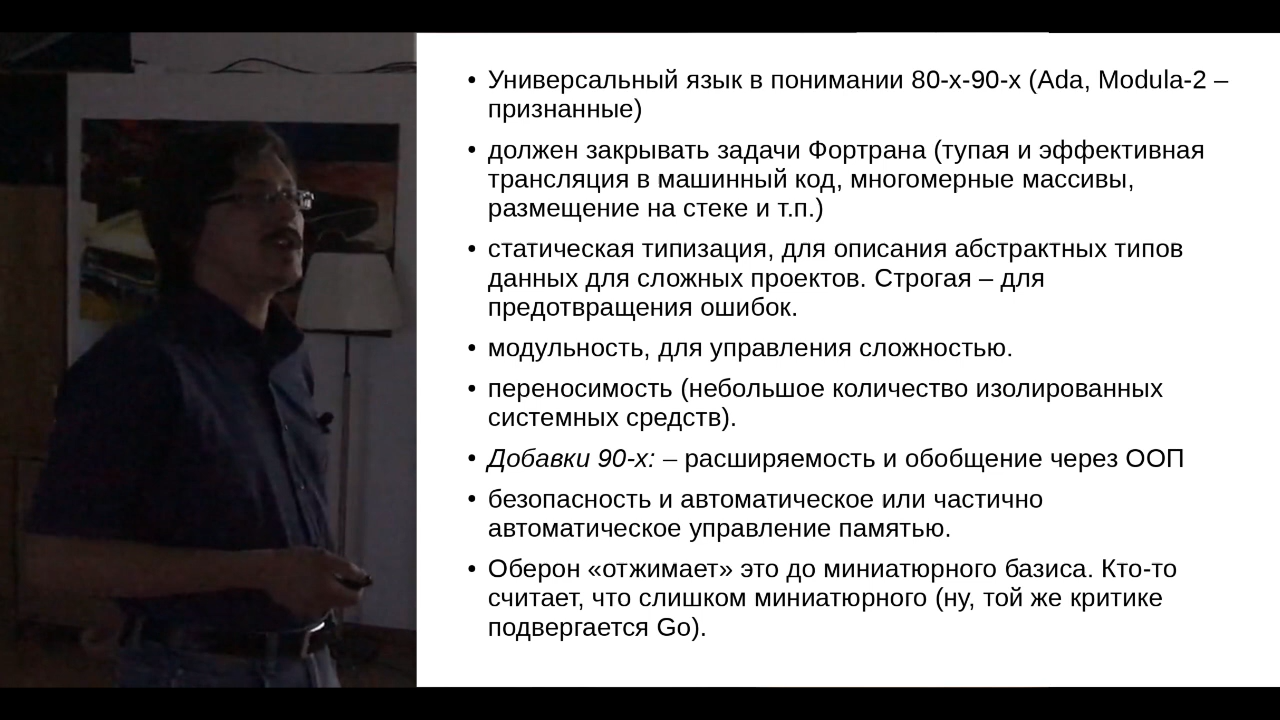 • Универсальный язык в понимании 80-х-90-х (Ada, Modula-2 –
признанные)
• должен закрывать задачи Фортрана (тупая и эффективная
трансляция в машинный код, многомерные массивы,
размещение на стеке и т.п.)
• статическая типизация, для описания абстрактных типов
данных для сложных проектов. Строгая – для
предотвращения ошибок.
• модульность, для управления сложностью.
• переносимость (небольшое количество изолированных
системных средств).
• Добавки 90-х: – расширяемость и обобщение через ООП
• безопасность и автоматическое или частично
автоматическое управление памятью.
• Оберон «отжимает» это до миниатюрного базиса. Кто-то
считает, что слишком миниатюрного (ну, той же критике
подвергается Go).